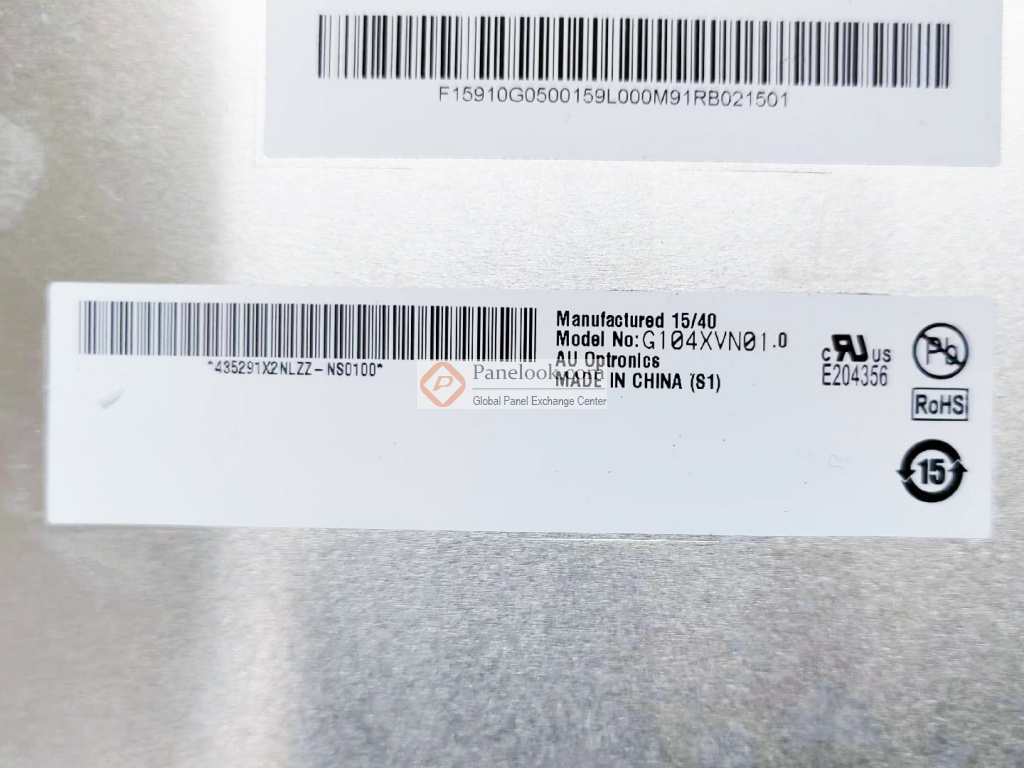 F15910G0500159L000M91RB021501
*435291X2NLZZ-NS0100*
Manufactured 15/40
Model No:G104XVN01.0
AU Optronics
MADE IN CHINA (S1)
Panelook.com
Global Panel Exchange Center
c RU US
E204356
Pb
RoHS
15